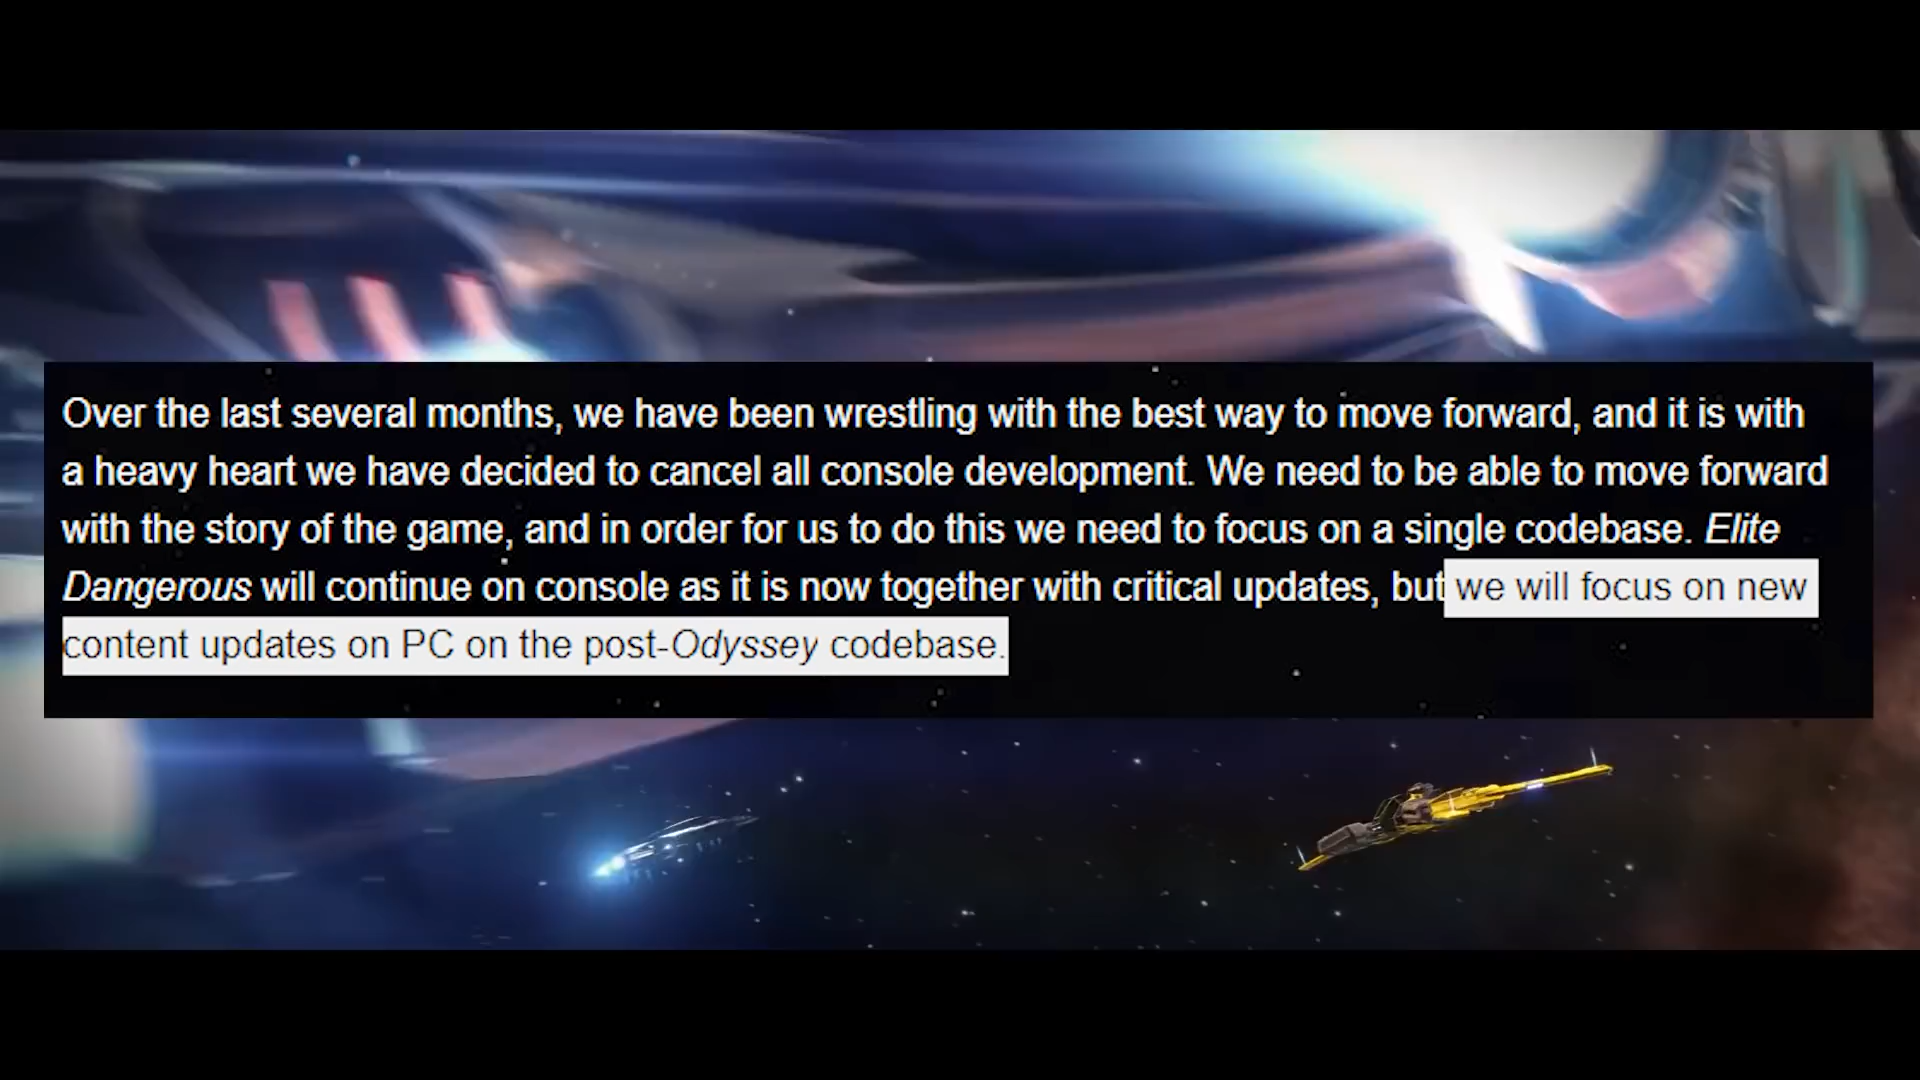 Over the last several months, we have been wrestling with the best way to move forward, and it is with
a heavy heart we have decided to cancel all console development. We need to be able to move forward
with the story of the game, and in order for us to do this we need to focus on a single codebase. Elite
Dangerous will continue on console as it is now together with critical updates, but we will focus on new
content updates on PC on the post-Odyssey codebase.